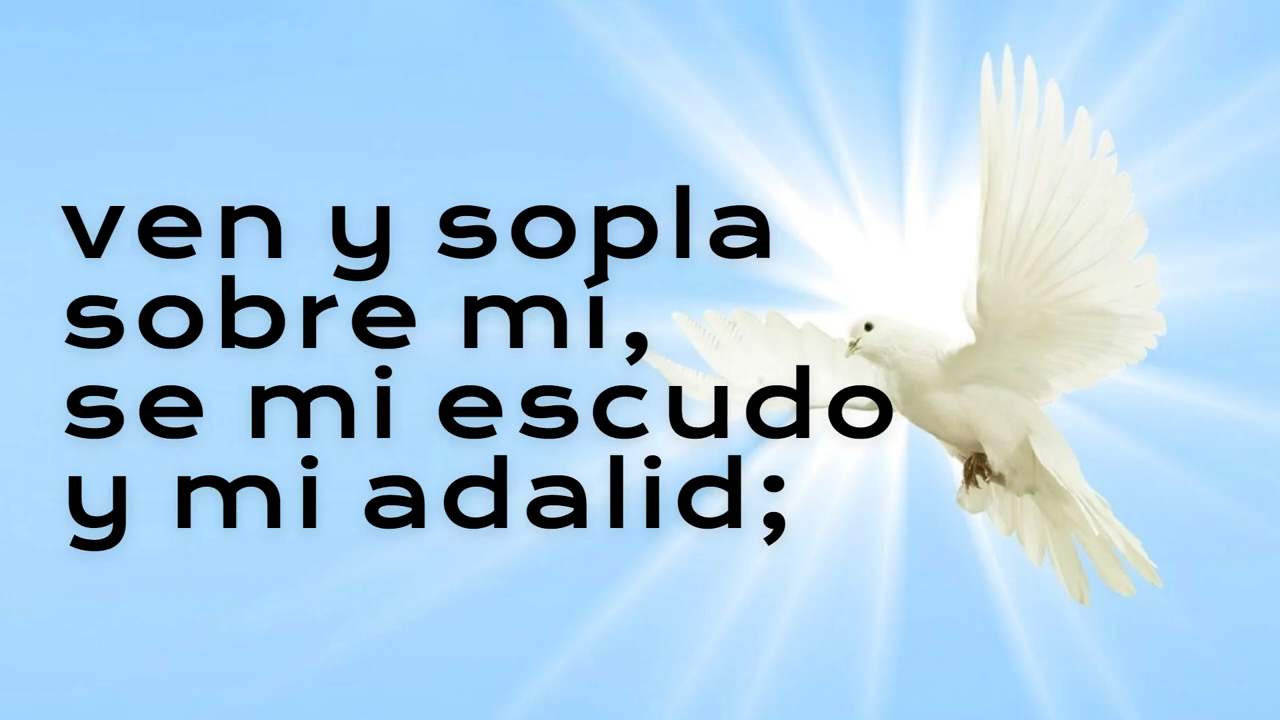 ven y sopla
sobre mí,
se mi escudo
y mi adalid;